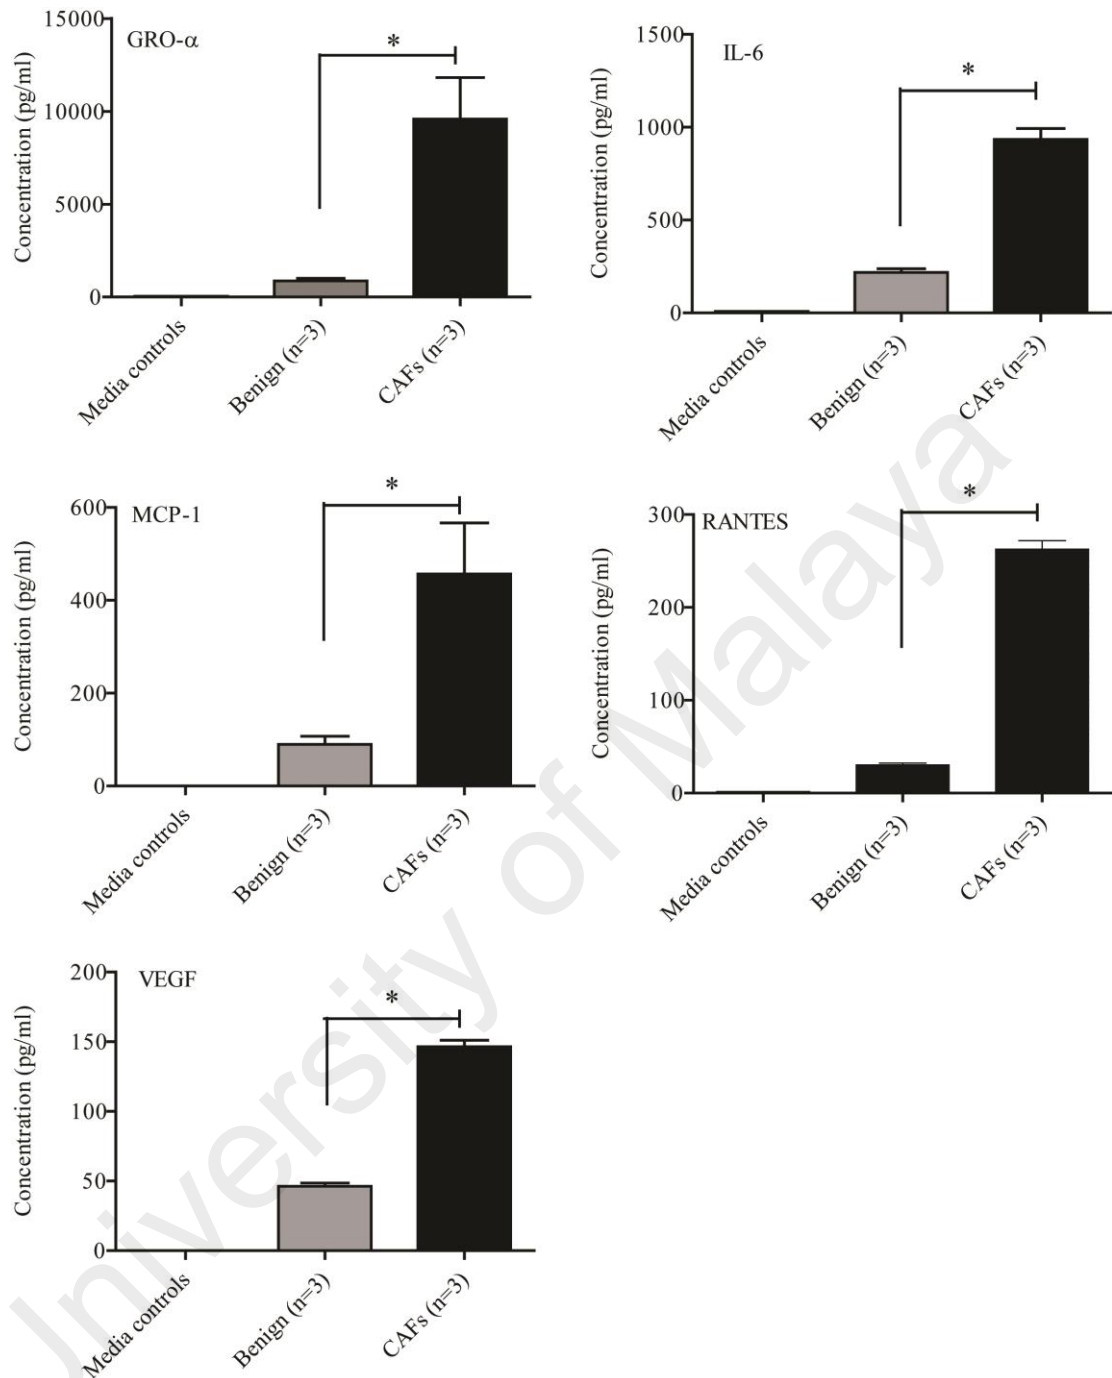 GRO-α
Concentration (pg/ml)
15000
10000
5000
0
*
Media controls
Benign (n=3)
CAFs (n=3)
IL-6
Concentration (pg/ml)
1500
1000
500
0
*
Media controls
Benign (n=3)
CAFs (n=3)
MCP-1
Concentration (pg/ml)
600
400
200
0
*
Media controls
Benign (n=3)
CAFs (n=3)
RANTES
Concentration (pg/ml)
300
200
100
0
*
Media controls
Benign (n=3)
CAFs (n=3)
VEGF
Concentration (pg/ml)
200
150
100
50
0
*
Media controls
Benign (n=3)
CAFs (n=3)
University of Malaya